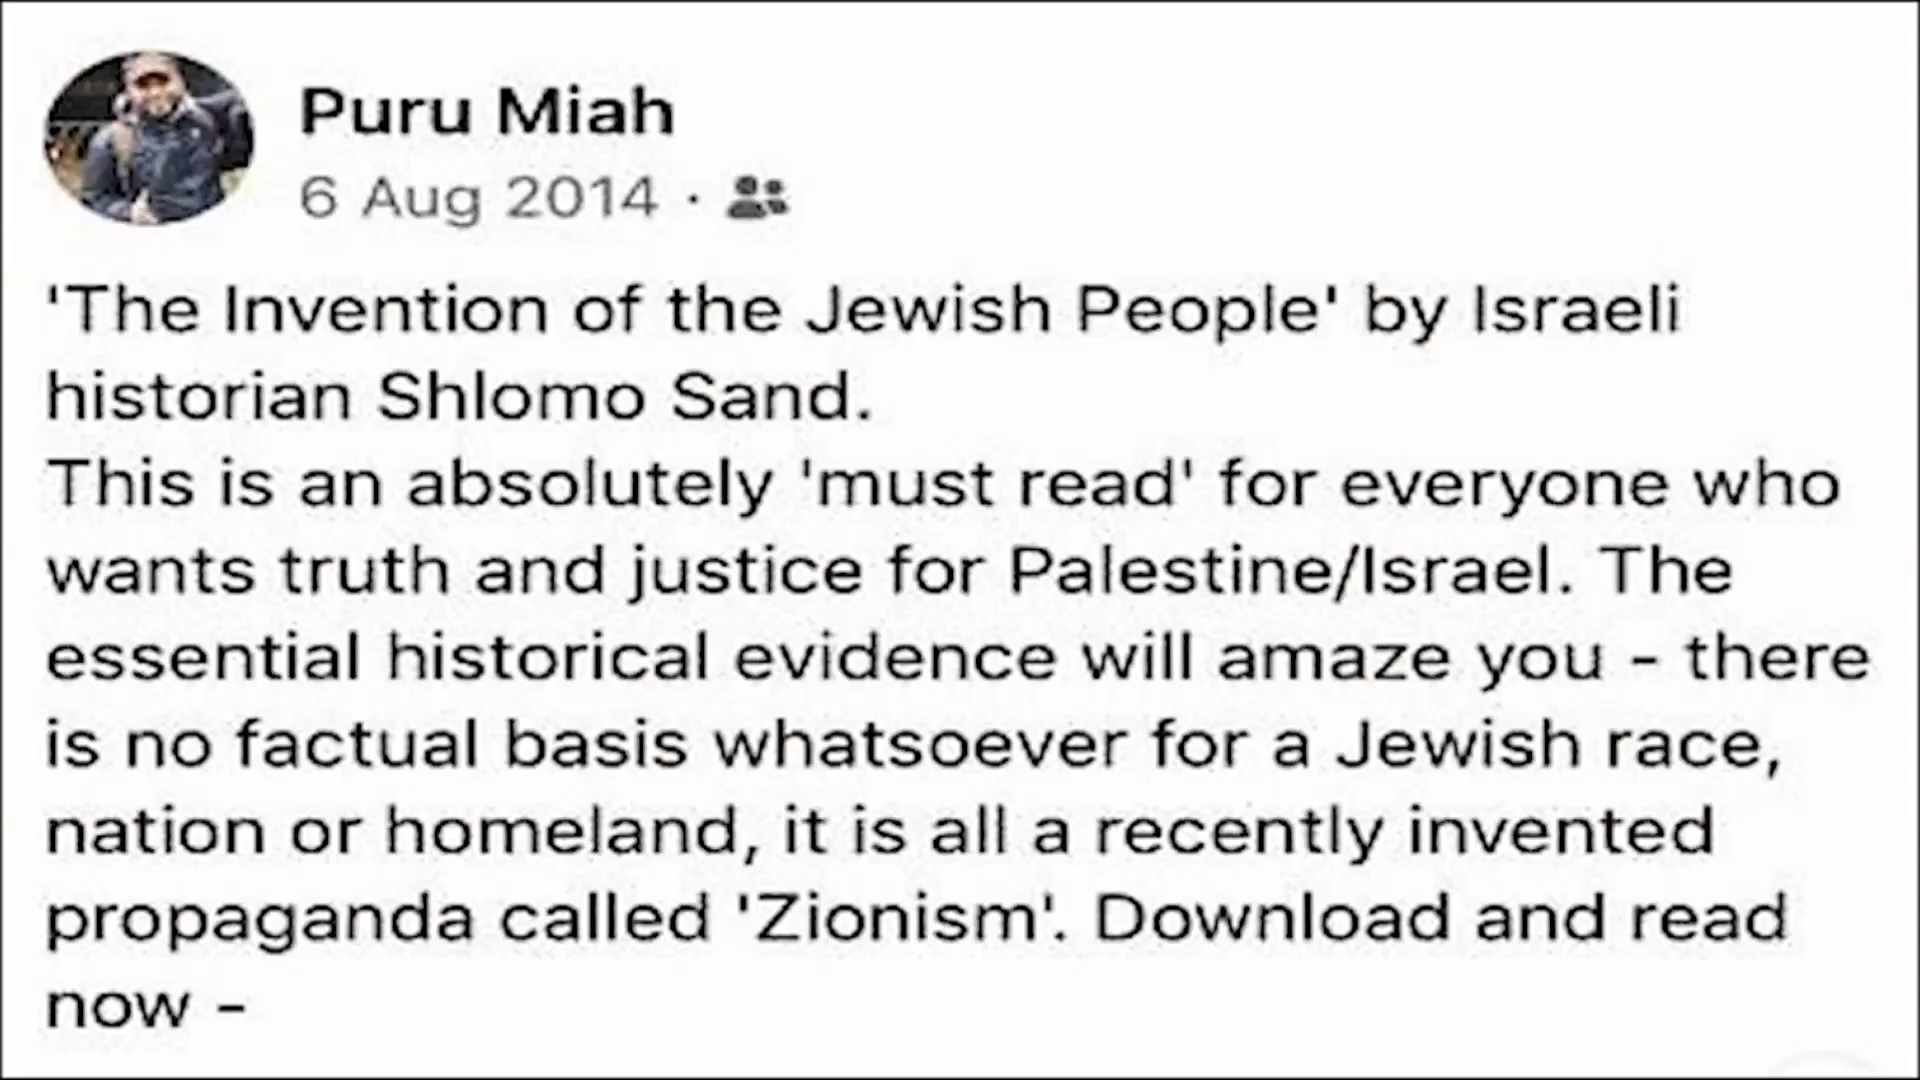 Puru Miah
6 Aug 2014 ·
'The Invention of the Jewish People' by Israeli
historian Shlomo Sand.
This is an absolutely 'must read' for everyone who
wants truth and justice for Palestine/Israel. The
essential historical evidence will amaze you - there
is no factual basis whatsoever for a Jewish race,
nation or homeland, it is all a recently invented
propaganda called 'Zionism'. Download and read
now -